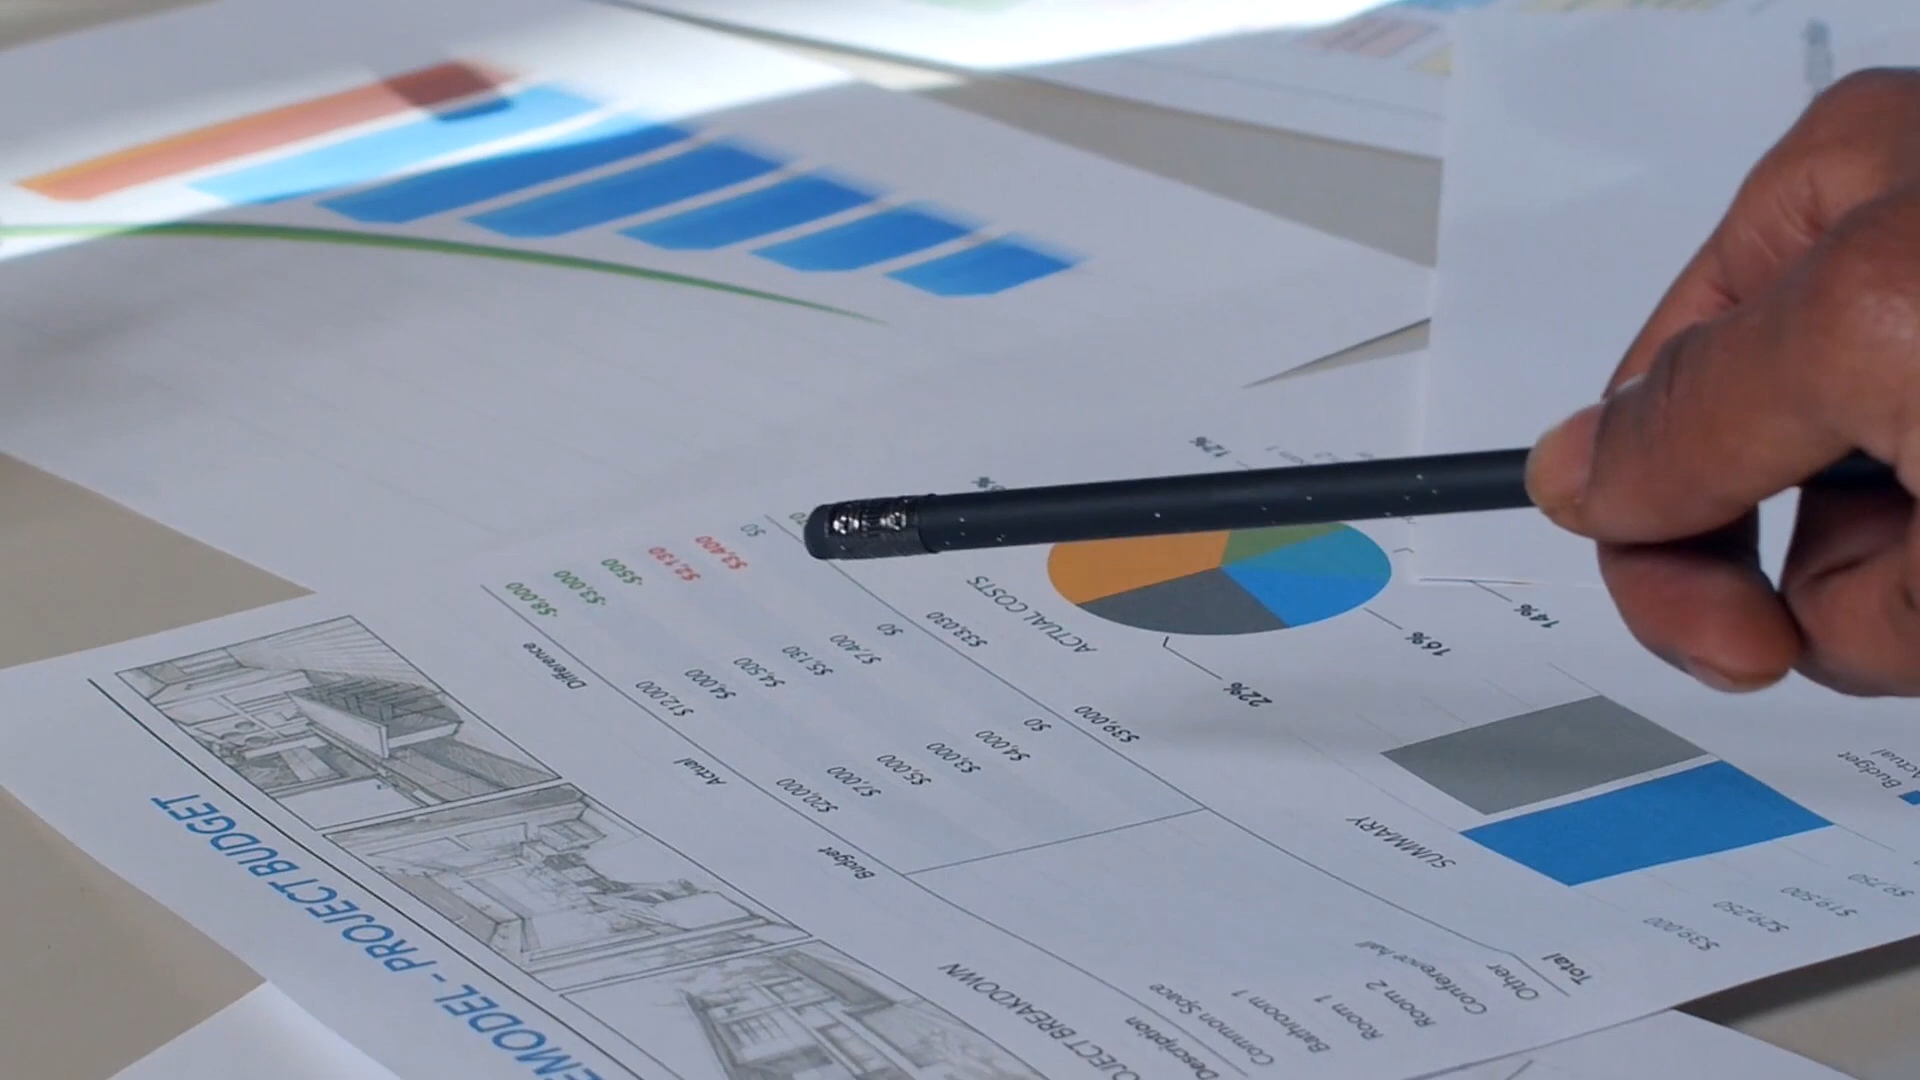 EMODEL - PROJECT BUDGET
OJECT BREAKDOWN
Description Budget Actual Difference
Common Space $20,000 $12,000 -$8,000
Bathroom 1 $7,000 $4,000 -$3,000
Room 1 $5,000 $4,500 -$500
Room 2 $3,000 $5,130 $2,130
Conference hall $4,000 $7,400 $3,400
Other $0 $0 $0
Total $39,000 $33,030
SUMMARY
$39,000
$29,250
$19,500
$9,750
Budget
Actual
ACTUAL COSTS
22%
16%
14%
12%